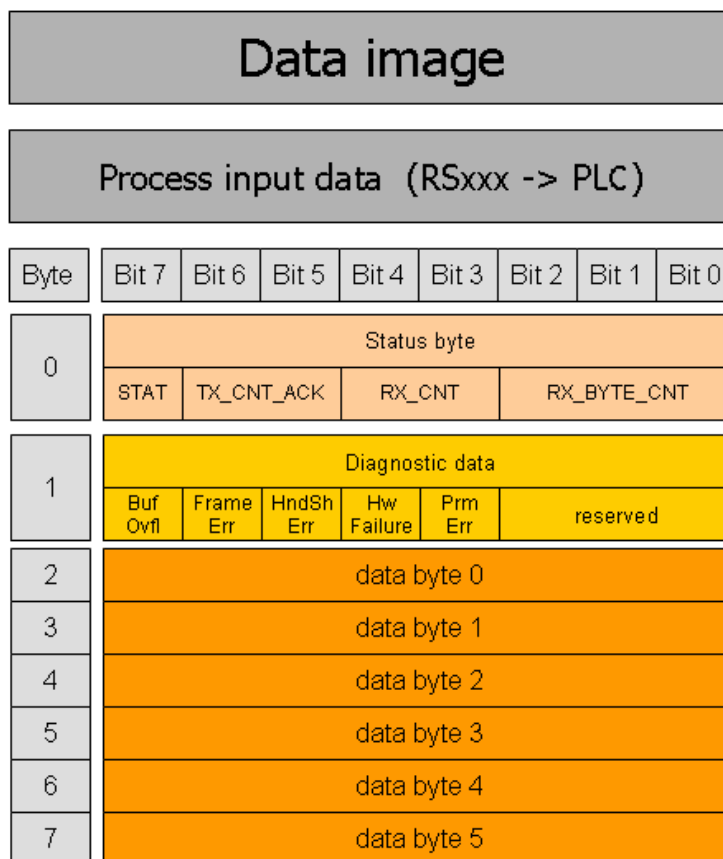 Data image
Process input data (RSxxx -> PLC)
Byte Bit 7 Bit 6 Bit 5 Bit 4 Bit 3 Bit 2 Bit 1 Bit 0
0
Status byte
STAT TX_CNT_ACK RX_CNT RX_BYTE_CNT
1
Diagnostic data
Buf Ovfl Frame Err HndSh Err Hw Failure Prm Err reserved
2 data byte 0
3 data byte 1
4 data byte 2
5 data byte 3
6 data byte 4
7 data byte 5